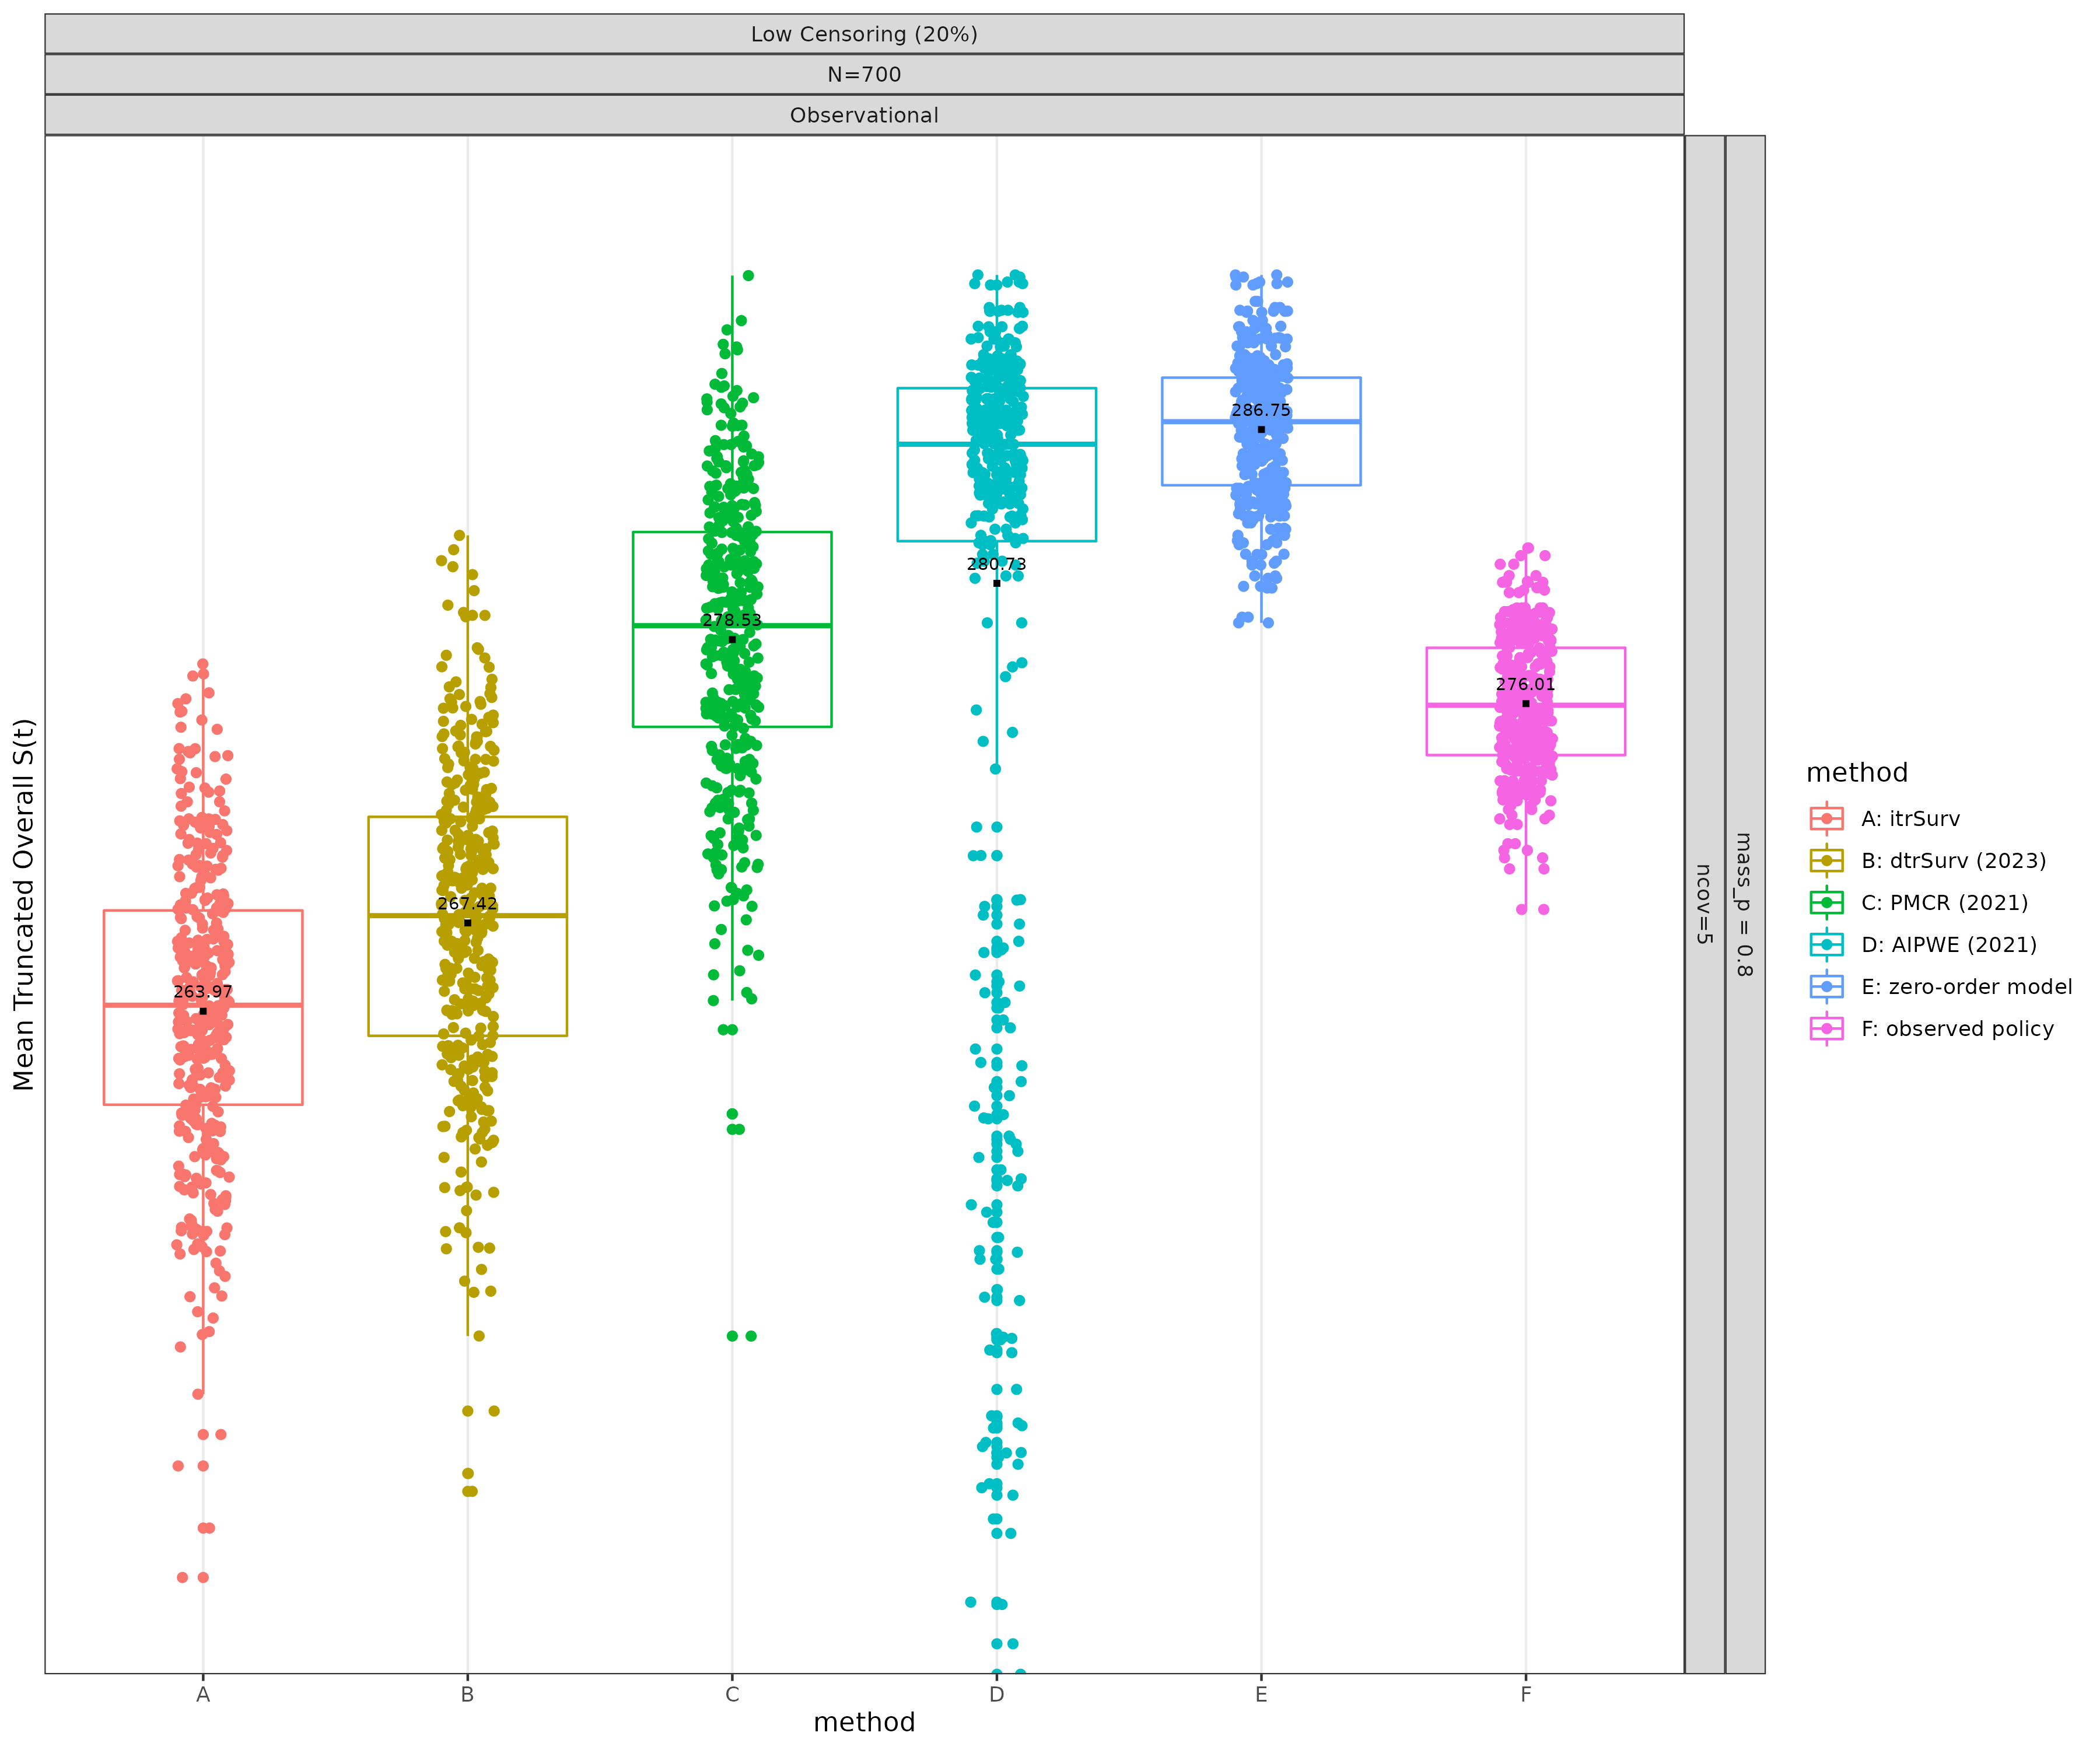 Low Censoring (20%)
N=700
Observational
286.75
280.73
278.53
276.01
267.42
263.97
Mean Truncated Overall S(t)
ncov=5
mass_p = 0.8
A
B
C
D
E
F
method
method
A: itrSurv
B: dtrSurv (2023)
C: PMCR (2021)
D: AIPWE (2021)
E: zero-order model
F: observed policy